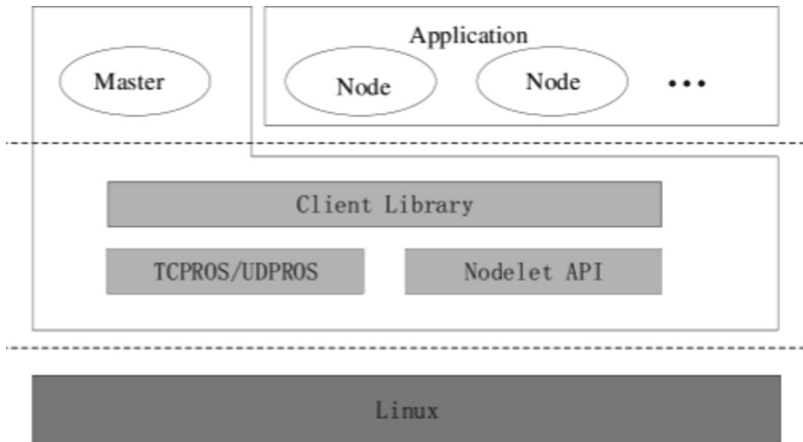 Application
Master
Node
Node
...
Client Library
TCPROS/UDPROS
Nodelet API
Linux